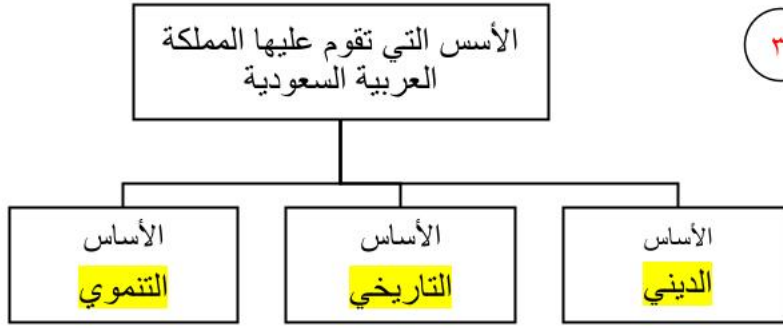 ٣
الأسس التي تقوم عليها المملكة
العربية السعودية
الأساس
الديني
الأساس
التاريخي
الأساس
التنموي